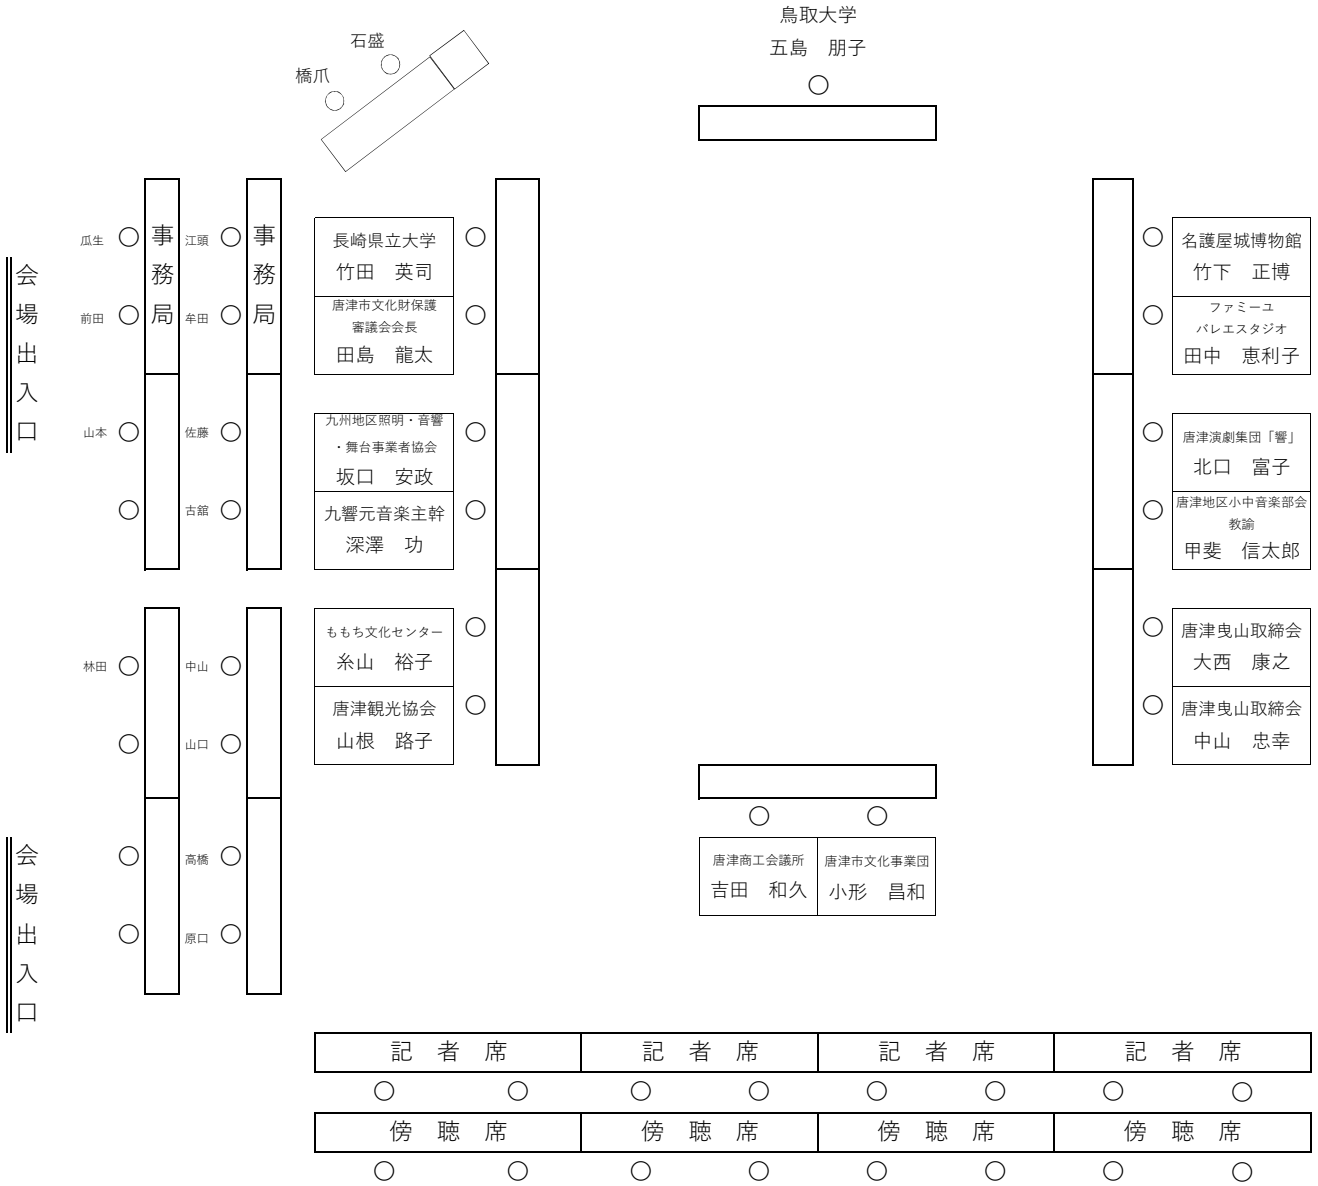 鳥取大学
五島　朋子
石盛
橋爪
会場出入口
会場出入口
事務局
事務局
瓜生
前田
山本
林田
江頭
牟田
佐藤
古舘
中山
山口
高橋
原口
長崎県立大学
竹田　英司
唐津市文化財保護
審議会会長
田島　龍太
九州地区照明・音響
・舞台事業者協会
坂口　安政
九響元音楽主幹
深澤　功
ももち文化センター
糸山　裕子
唐津観光協会
山根　路子
名護屋城博物館
竹下　正博
ファミーユ
バレエスタジオ
田中　恵利子
唐津演劇集団「響」
北口　富子
唐津地区小中音楽部会
教諭
甲斐　信太郎
唐津曳山取締会
大西　康之
唐津曳山取締会
中山　忠幸
唐津商工会議所
吉田　和久
唐津市文化事業団
小形　昌和
記　者　席
記　者　席
記　者　席
記　者　席
傍　聴　席
傍　聴　席
傍　聴　席
傍　聴　席